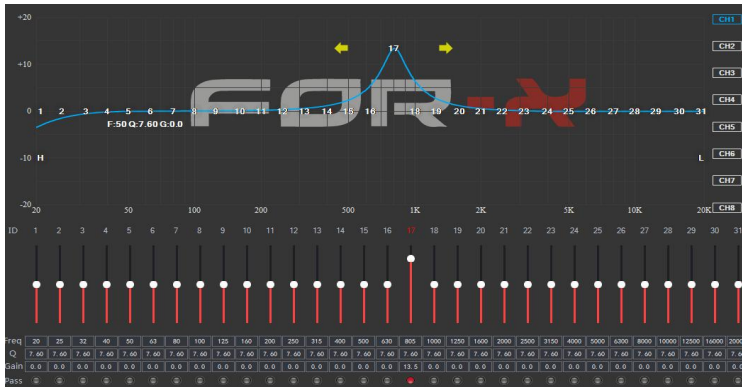 +20
CH1
17
CH2
+10
CH3
FOR-X
CH4
0 1 2 3 4 5 6 7 8 9 10 11 12 13 14 15 16 18 19 20 21 22 23 24 25 26 27 28 29 30 31
F:50 Q:7.60 G:0.0
CH5
-10 H L
CH6
CH7
-20
CH8
20 50 100 200 500 1K 2K 5K 10K 20K
ID 1 2 3 4 5 6 7 8 9 10 11 12 13 14 15 16 17 18 19 20 21 22 23 24 25 26 27 28 29 30 31
Freq 20 25 32 40 50 63 80 100 125 160 200 250 315 400 500 630 805 1000 1250 1600 2000 2500 3150 4000 5000 6300 8000 10000 12500 16000 2000
Q 7.60 7.60 7.60 7.60 7.60 7.60 7.60 7.60 7.60 7.60 7.60 7.60 7.60 7.60 7.60 7.60 7.60 7.60 7.60 7.60 7.60 7.60 7.60 7.60 7.60 7.60 7.60 7.60 7.60 7.60 7.60
Gain 0.0 0.0 0.0 0.0 0.0 0.0 0.0 0.0 0.0 0.0 0.0 0.0 0.0 0.0 0.0 0.0 13.5 0.0 0.0 0.0 0.0 0.0 0.0 0.0 0.0 0.0 0.0 0.0 0.0 0.0 0.0
Pass